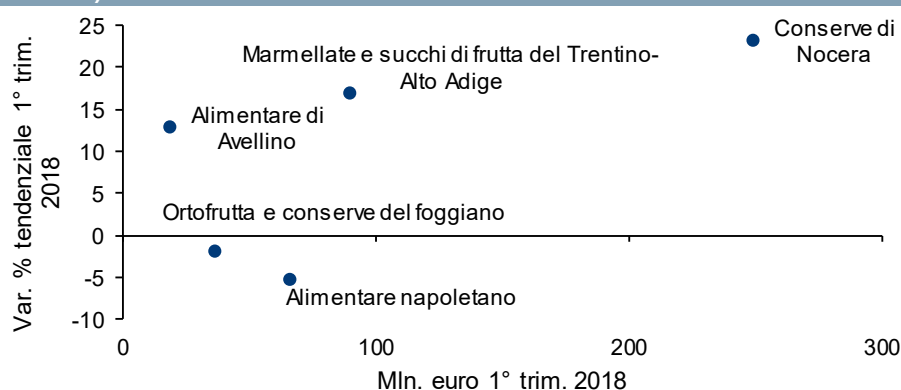 Var. % tendenziale 1° trim.
2018
25
20
15
10
5
0
-5
-10
Conserve di
Nocera
Marmellate e succhi di frutta del Trentino-
Alto Adige
Alimentare di
Avellino
Ortofrutta e conserve del foggiano
Alimentare napoletano
0
100
200
300
Mln. euro 1° trim. 2018